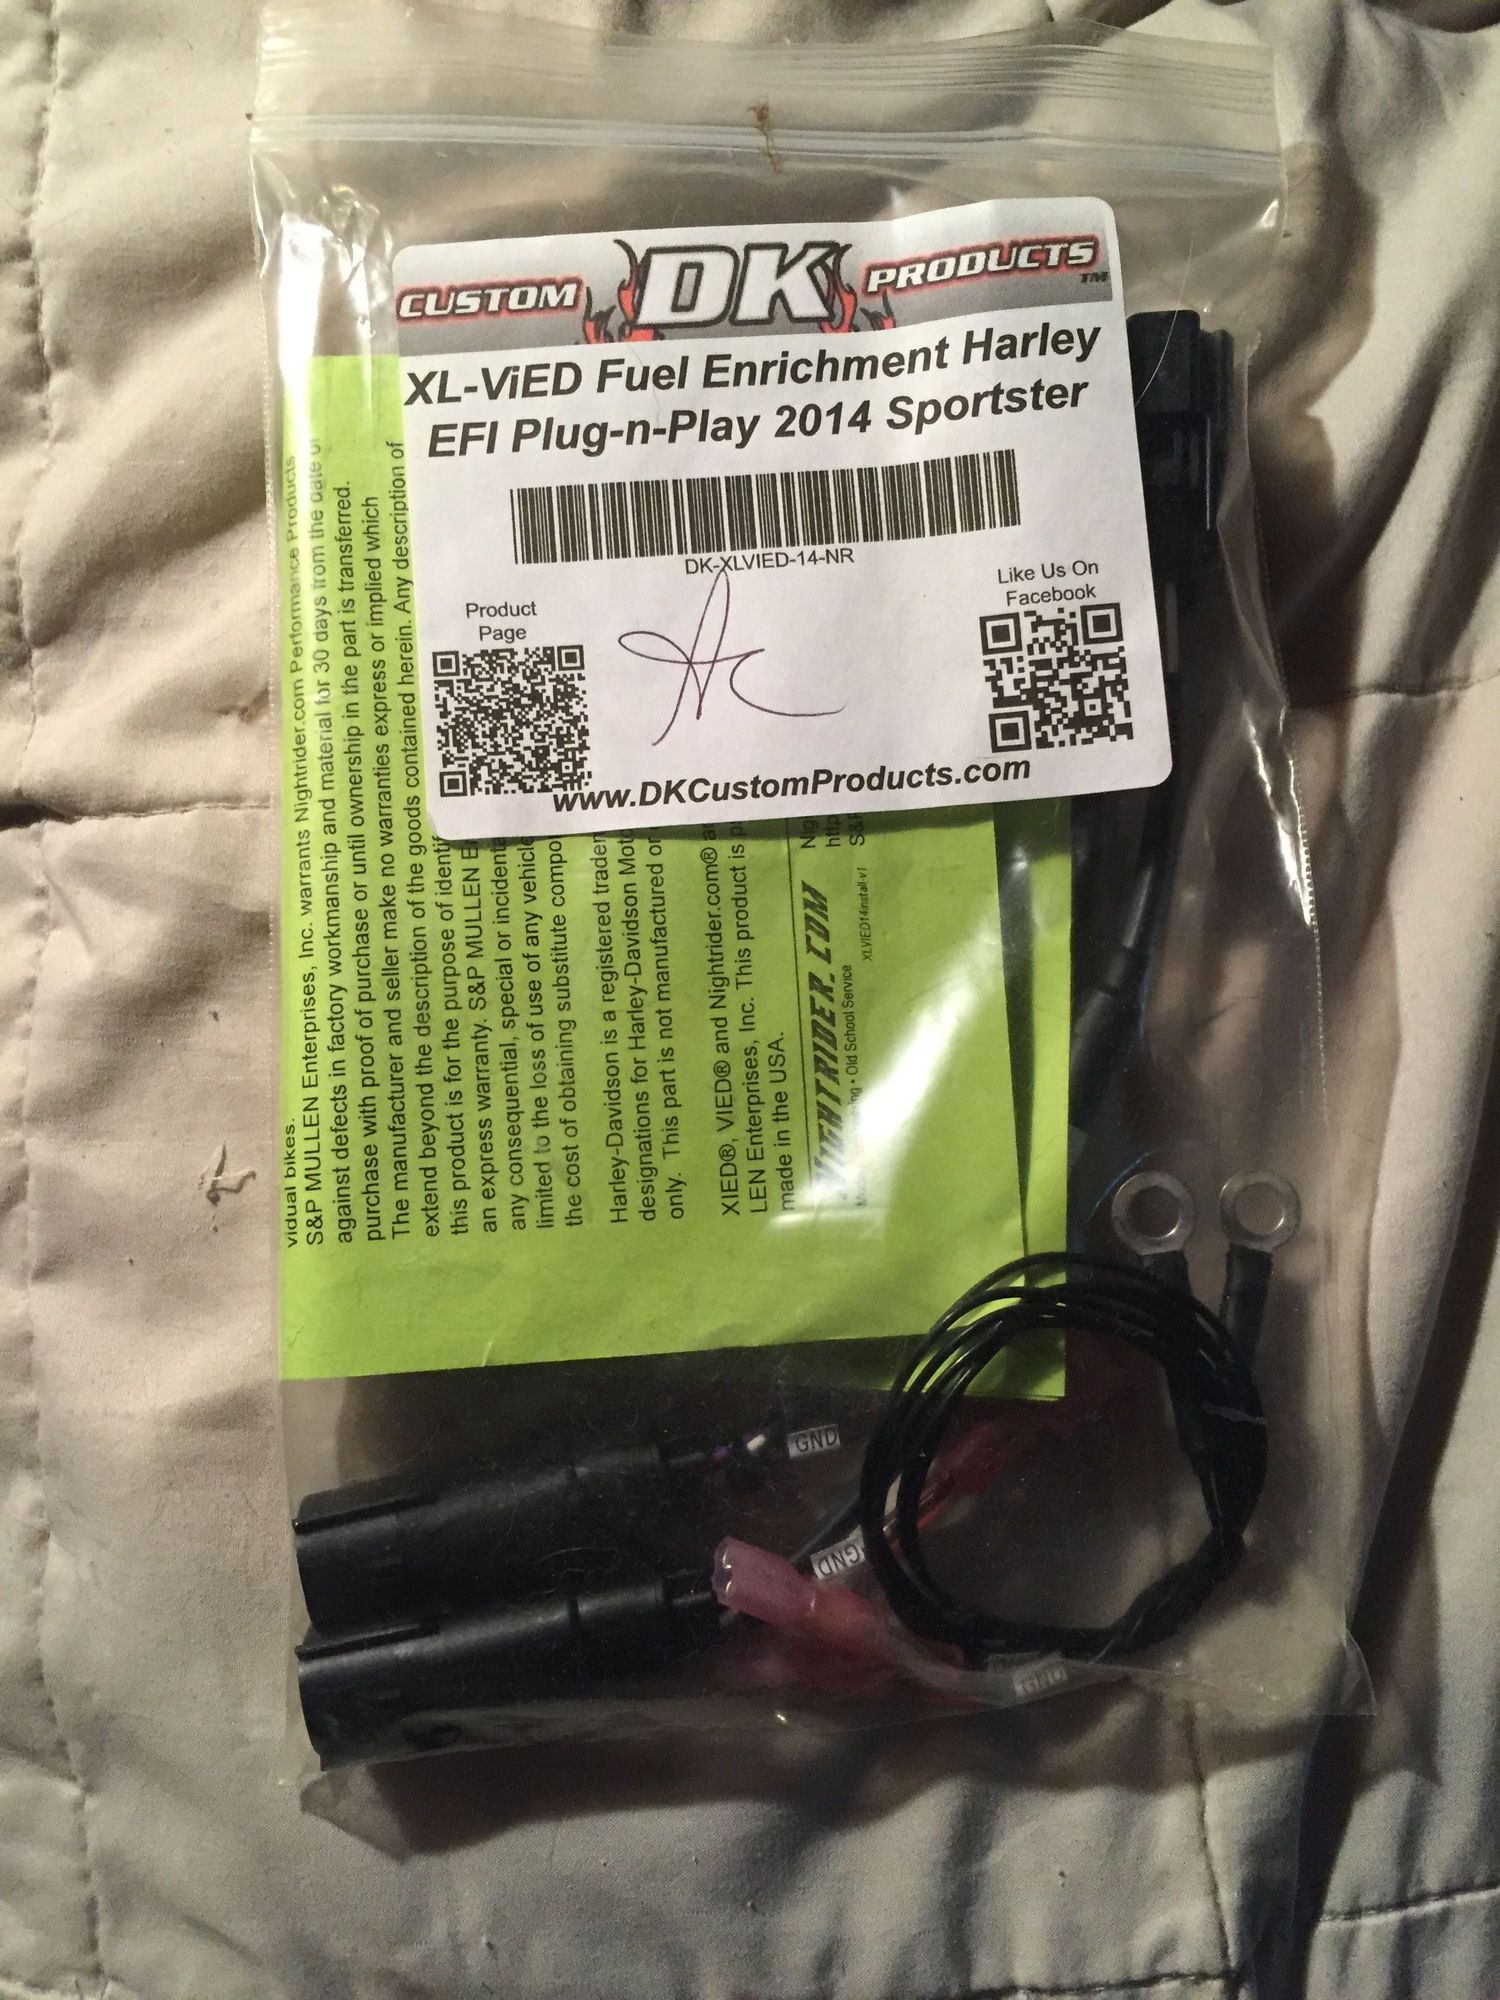 CUSTOM DK PRODUCTS™
XL-ViED Fuel Enrichment Harley
EFI Plug-n-Play 2014 Sportster
DK-XLVIED-14-NR
Product
Page
Like Us On
Facebook
www.DKCustomProducts.com
vidual bikes.
S&P MULLEN Enterprises, Inc. warrants Nightrider.com Performance Products
against defects in factory workmanship and material for 30 days from the date of
purchase with proof of purchase or until ownership in the part is transferred.
The manufacturer and seller make no warranties express or implied which
extend beyond the description of the goods contained herein. Any description of
this product is for the purpose of
an express warranty. S&P MULLEN
any consequential, special or
limited to the loss of use of any vehicle
the cost of obtaining substitute
Harley-Davidson is a registered
designations for Harley-Davidson
only. This part is not manufactured
XIED®, VIED® and Nightrider.com®
LEN Enterprises, Inc. This product is
made in the USA.
NIGHTRIDER.COM
• Old School Service
XLVIED14install-v1
GND
GND
GND